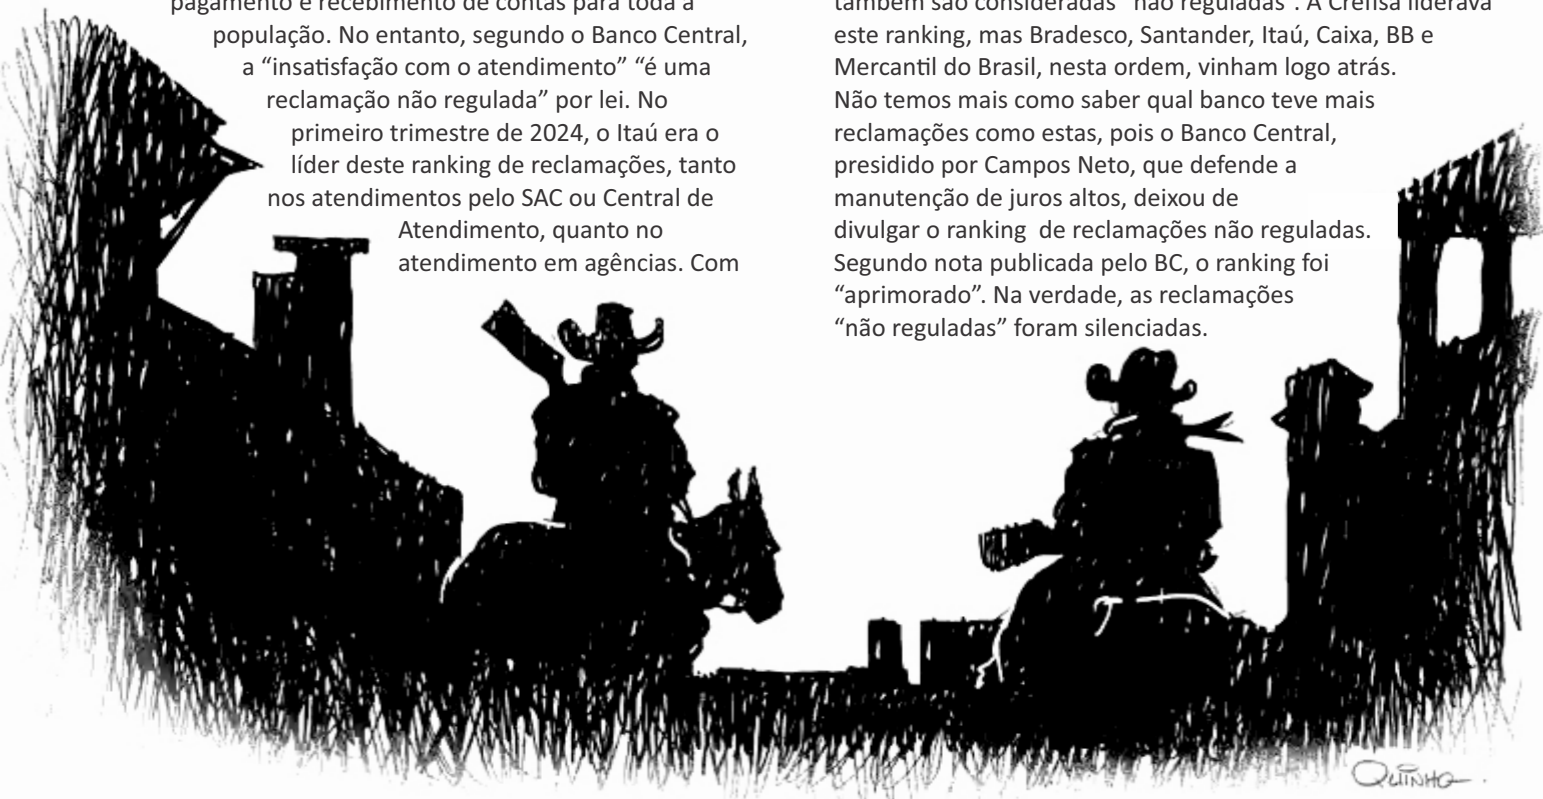 pagamento e recebimento de contas para toda a
população. No entanto, segundo o Banco Central,
a “insatisfação com o atendimento” “é uma
reclamação não regulada” por lei. No
primeiro trimestre de 2024, o Itaú era o
líder deste ranking de reclamações, tanto
nos atendimentos pelo SAC ou Central de
Atendimento, quanto no
atendimento em agências. Com
também são consideradas “não reguladas”. A Crefisa liderava
este ranking, mas Bradesco, Santander, Itaú, Caixa, BB e
Mercantil do Brasil, nesta ordem, vinham logo atrás.
Não temos mais como saber qual banco teve mais
reclamações como estas, pois o Banco Central,
presidido por Campos Neto, que defende a
manutenção de juros altos, deixou de
divulgar o ranking de reclamações não reguladas.
Segundo nota publicada pelo BC, o ranking foi
“aprimorado”. Na verdade, as reclamações
“não reguladas” foram silenciadas.
Quinho